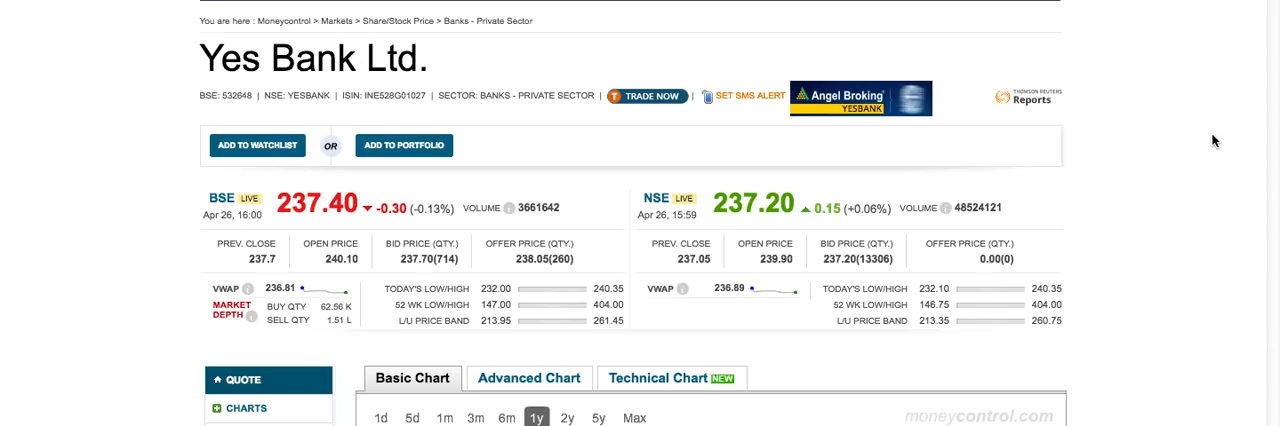 You are here : Moneycontrol > Markets > Share/Stock Price > Banks - Private Sector
Yes Bank Ltd.
BSE: 532648 | NSE: YESBANK | ISIN: INE528G01027 | SECTOR: BANKS - PRIVATE SECTOR | T TRADE NOW | SET SMS ALERT Angel Broking YESBANK THOMSON REUTERS Reports
ADD TO WATCHLIST OR ADD TO PORTFOLIO
BSE LIVE 237.40 -0.30 (-0.13%) VOLUME i 3661642
Apr 26, 16:00
PREV. CLOSE OPEN PRICE BID PRICE (QTY.) OFFER PRICE (QTY.)
237.7 240.10 237.70(714) 238.05(260)
VWAP i 236.81
MARKET DEPTH i BUY QTY 62.56 K
SELL QTY 1.51 L
TODAY'S LOW/HIGH 232.00 240.35
52 WK LOW/HIGH 147.00 404.00
L/U PRICE BAND 213.95 261.45
NSE LIVE 237.20 0.15 (+0.06%) VOLUME i 48524121
Apr 26, 15:59
PREV. CLOSE OPEN PRICE BID PRICE (QTY.) OFFER PRICE (QTY.)
237.05 239.90 237.20(13306) 0.00(0)
VWAP i 236.89
TODAY'S LOW/HIGH 232.10 240.35
52 WK LOW/HIGH 146.75 404.00
L/U PRICE BAND 213.35 260.75
QUOTE
CHARTS
Basic Chart Advanced Chart Technical Chart NEW
1d 5d 1m 3m 6m 1y 2y 5y Max moneycontrol.com